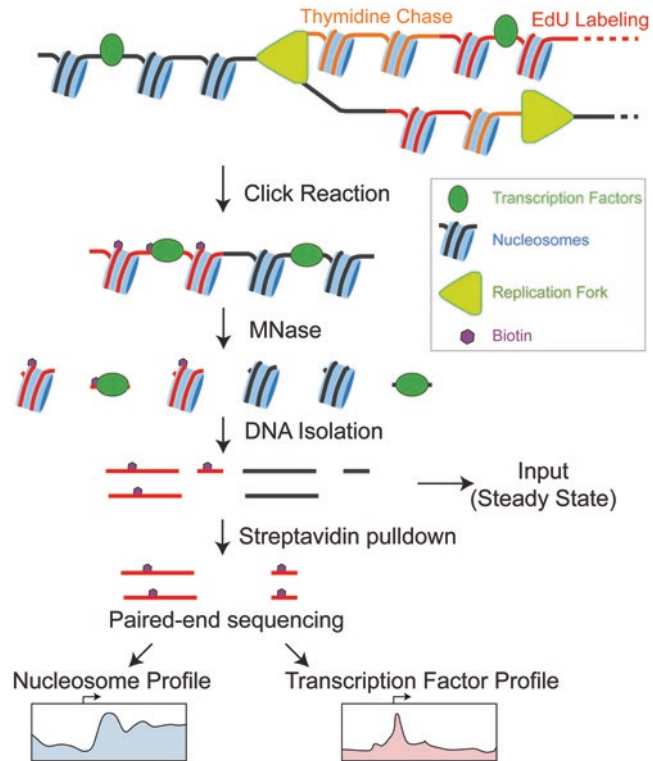 Thymidine Chase
EdU Labeling
Click Reaction
Transcription Factors
Nucleosomes
Replication Fork
Biotin
MNase
DNA Isolation
Input
(Steady State)
Streptavidin pulldown
Paired-end sequencing
Nucleosome Profile
Transcription Factor Profile